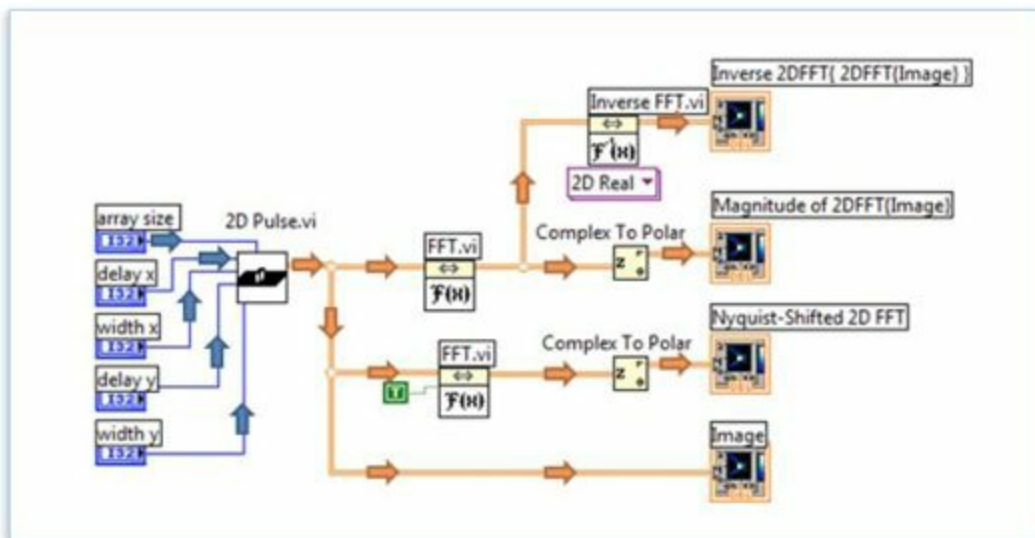 Inverse 2DFFT( 2DFFT(Image) )
Inverse FFT.vi
F⁻¹(x)
2D Real
array size
I32
2D Pulse.vi
Magnitude of 2DFFT(Image)
Complex To Polar
FFT.vi
z r θ
F(x)
delay x
I32
width x
I32
Nyquist-Shifted 2D FFT
Complex To Polar
FFT.vi
z r θ
T
F(x)
delay y
I32
width y
I32
Image